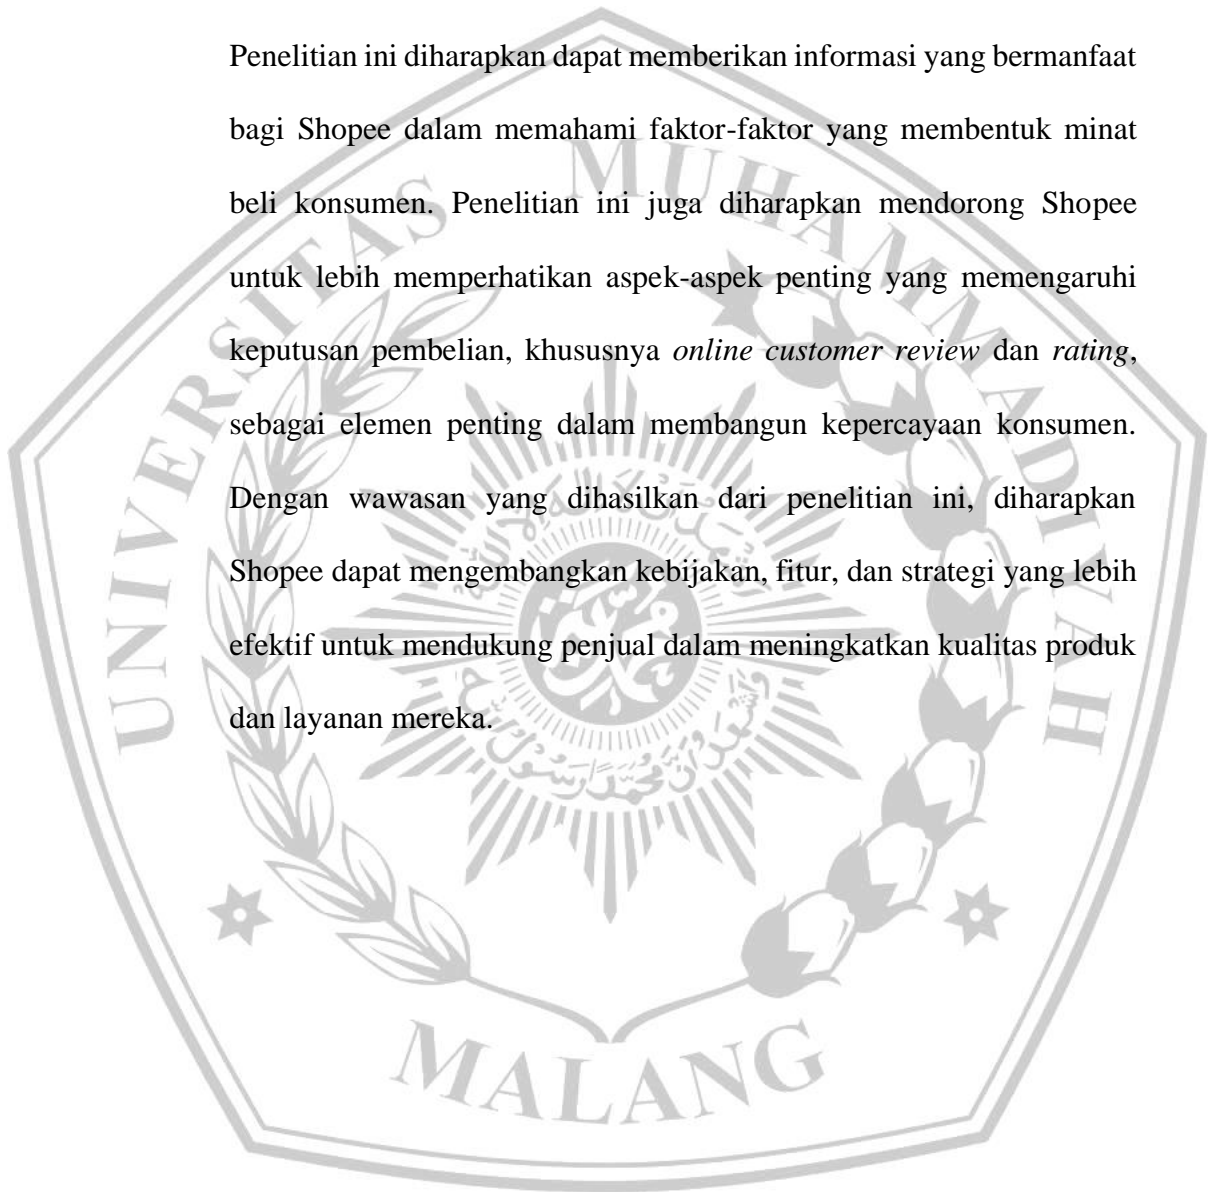 Penelitian ini diharapkan dapat memberikan informasi yang bermanfaat
bagi Shopee dalam memahami faktor-faktor yang membentuk minat
beli konsumen. Penelitian ini juga diharapkan mendorong Shopee
untuk lebih memperhatikan aspek-aspek penting yang memengaruhi
keputusan pembelian, khususnya online customer review dan rating,
sebagai elemen penting dalam membangun kepercayaan konsumen.
Dengan wawasan yang dihasilkan dari penelitian ini, diharapkan
Shopee dapat mengembangkan kebijakan, fitur, dan strategi yang lebih
efektif untuk mendukung penjual dalam meningkatkan kualitas produk
dan layanan mereka.
UNIVERSITAS MUHAMMADIYAH
MALANG